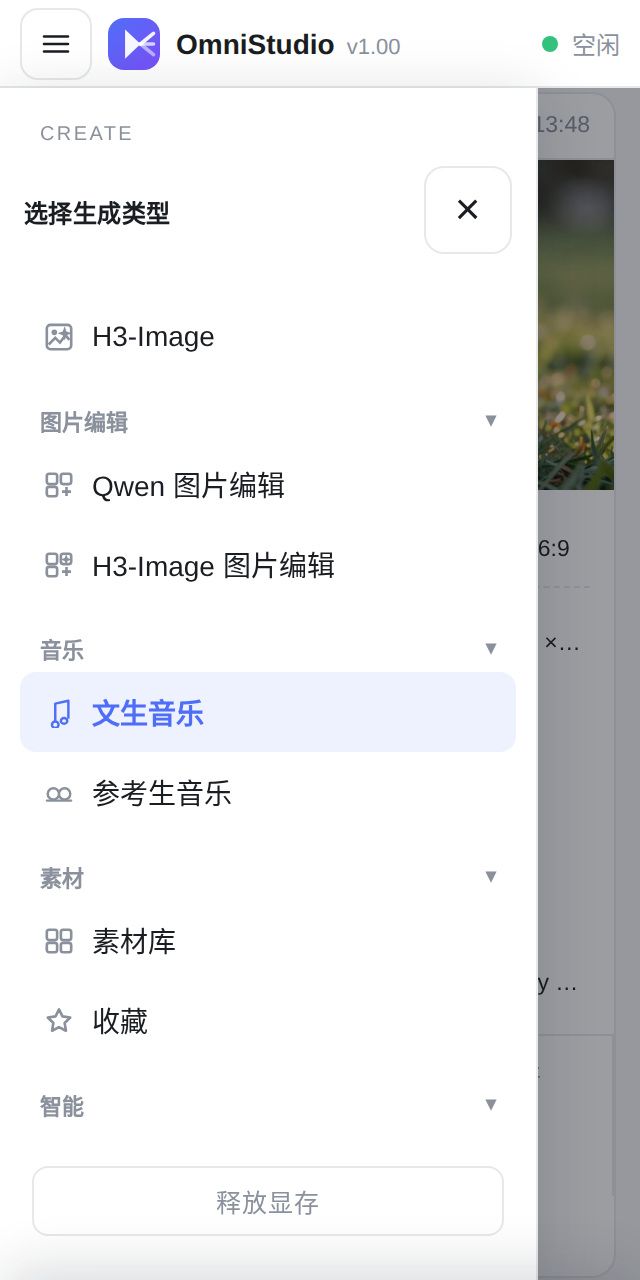 OmniStudio v1.00
空闲
CREATE
13:48
选择生成类型
H3-Image
图片编辑
Qwen 图片编辑
6:9
H3-Image 图片编辑
×...
音乐
文生音乐
参考生音乐
素材
素材库
y ...
收藏
智能
释放显存